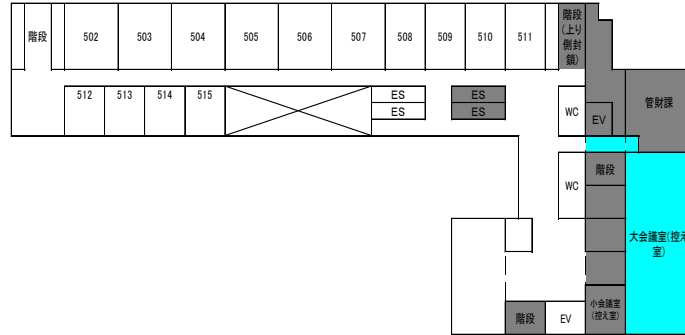 階段
502
503
504
505
506
507
508
509
510
511
階段
(上り
側封
鎖)
512
513
514
515
ES
ES
ES
ES
WC
EV
管財課
WC
階段
大会議室(控え
室)
小会議室
(控え室)
階段
EV